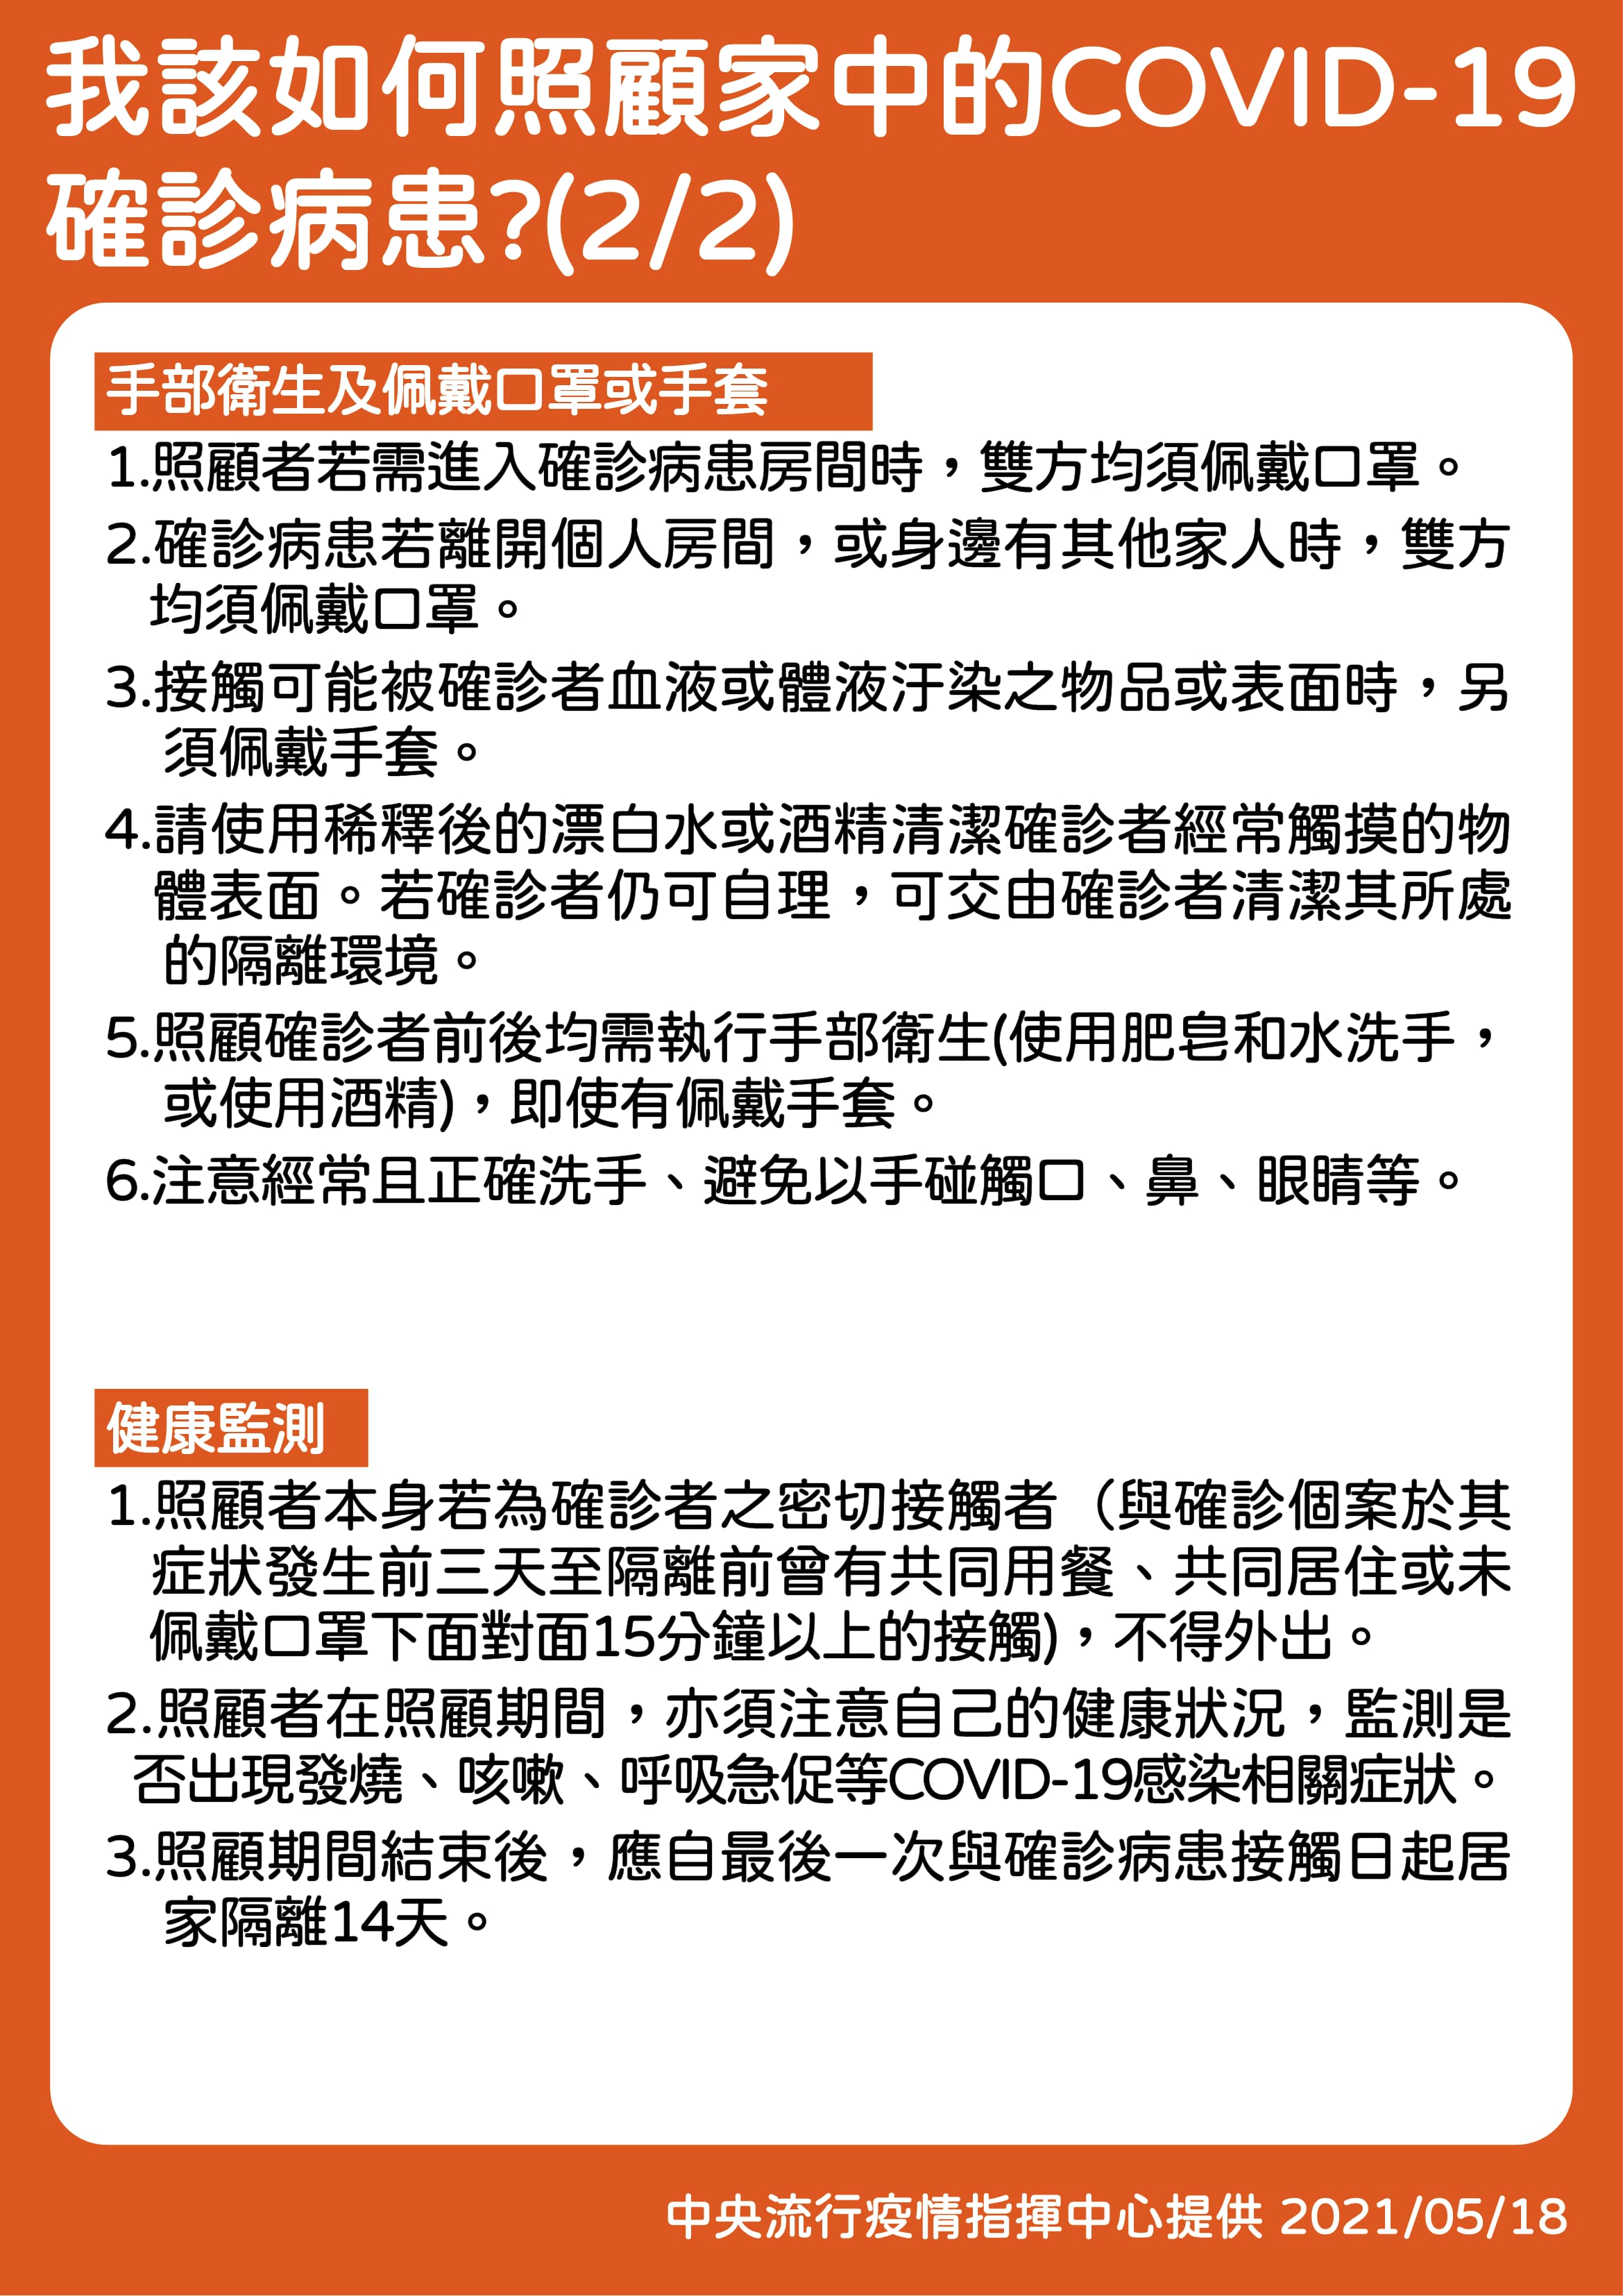 我該如何照顧家中的COVID-19
確診病患?(2/2)
手部衛生及佩戴口罩或手套
1.照顧者若需進入確診病患房間時，雙方均須佩戴口罩。
2.確診病患若離開個人房間，或身邊有其他家人時，雙方
均須佩戴口罩。
3.接觸可能被確診者血液或體液汙染之物品或表面時，另
須佩戴手套。
4.請使用稀釋後的漂白水或酒精清潔確診者經常觸摸的物
體表面。若確診者仍可自理，可交由確診者清潔其所處
的隔離環境。
5.照顧確診者前後均需執行手部衛生(使用肥皂和水洗手，
或使用酒精)，即使有佩戴手套。
6.注意經常且正確洗手、避免以手碰觸口、鼻、眼睛等。
健康監測
1.照顧者本身若為確診者之密切接觸者（與確診個案於其
症狀發生前三天至隔離前曾有共同用餐、共同居住或未
佩戴口罩下面對面15分鐘以上的接觸)，不得外出。
2.照顧者在照顧期間，亦須注意自己的健康狀況，監測是
否出現發燒、咳嗽、呼吸急促等COVID-19感染相關症狀。
3.照顧期間結束後，應自最後一次與確診病患接觸日起居
家隔離14天。
中央流行疫情指揮中心提供 2021/05/18